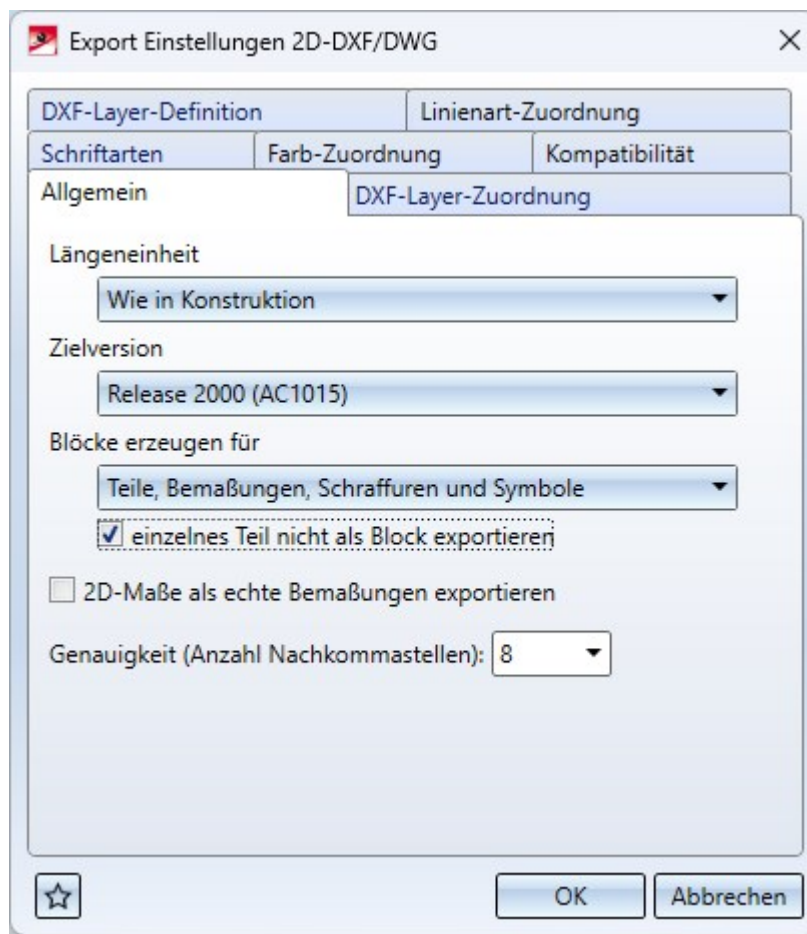 Export Einstellungen 2D-DXF/DWG
DXF-Layer-Definition Linienart-Zuordnung
Schriftarten Farb-Zuordnung Kompatibilität
Allgemein DXF-Layer-Zuordnung
Längeneinheit
Wie in Konstruktion
Zielversion
Release 2000 (AC1015)
Blöcke erzeugen für
Teile, Bemaßungen, Schraffuren und Symbole
einzelnes Teil nicht als Block exportieren
2D-Maße als echte Bemaßungen exportieren
Genauigkeit (Anzahl Nachkommastellen): 8
OK Abbrechen